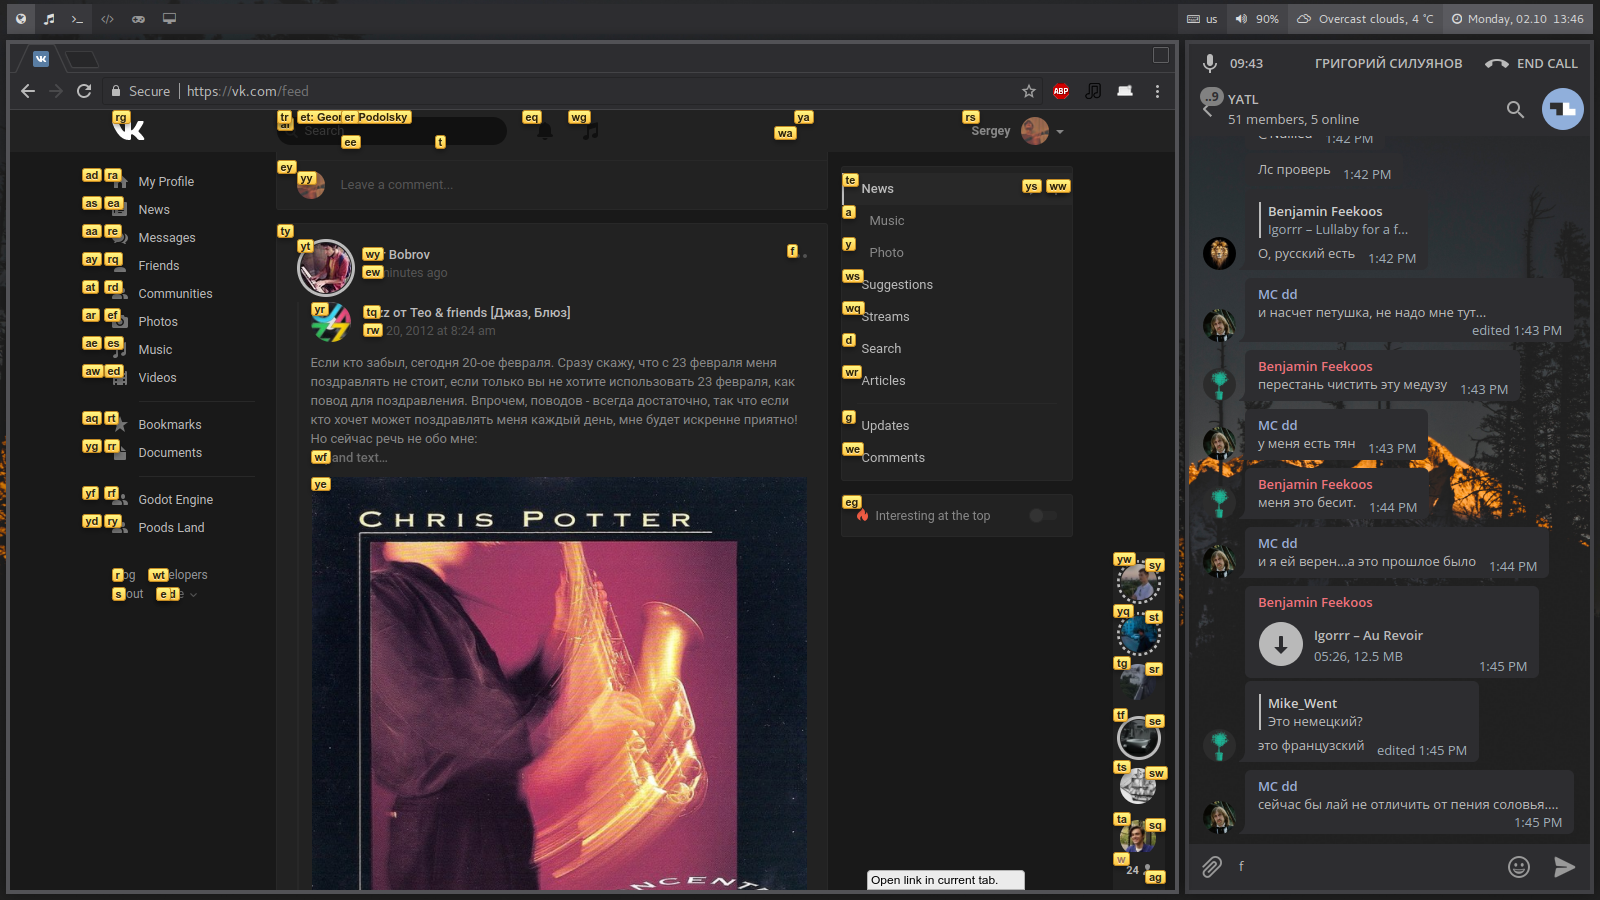 us 90% Overcast clouds, 4 °C Monday, 02.10 13:46
Secure https://vk.com/feed ABP
rg tr et: Geor er Podolsky eq wg ya rs
Search Sergey
ee t wa
ad ra My Profile
as ea News
aa re Messages
ay rq Friends
at rd Communities
ar ef Photos
ae es Music
aw ed Videos
aq rt Bookmarks
yg rr Documents
yf rf Godot Engine
yd ry Poods Land
r og wt elopers
s out e d e
ey
yy Leave a comment...
ty
yt wy r Bobrov f
ew inutes ago
yr tq zz от Teo & friends [Джаз, Блюз]
rw 20, 2012 at 8:24 am
Если кто забыл, сегодня 20-ое февраля. Сразу скажу, что с 23 февраля меня
поздравлять не стоит, если только вы не хотите использовать 23 февраля, как
повод для поздравления. Впрочем, поводов - всегда достаточно, так что если
кто хочет может поздравлять меня каждый день, мне будет искренне приятно!
Но сейчас речь не обо мне:
wf and text...
ye
CHRIS POTTER
te News ys ww
a Music
y Photo
ws Suggestions
wq Streams
d Search
wr Articles
g Updates
we Comments
eg Interesting at the top
yw sy
yq st
tg sr
tf se
ts sw
ta sq
w
24 ag
Open link in current tab.
09:43 ГРИГОРИЙ СИЛУЯНОВ END CALL
..9 YATL
51 members, 5 online
1:42 PM
Лс проверь 1:42 PM
Benjamin Feekoos
Igorrr – Lullaby for a f...
О, русский есть 1:42 PM
MC dd
и насчет петушка, не надо мне тут...
edited 1:43 PM
Benjamin Feekoos
перестань чистить эту медузу 1:43 PM
MC dd
у меня есть тян 1:43 PM
Benjamin Feekoos
меня это бесит. 1:44 PM
MC dd
и я ей верен...а это прошлое было 1:44 PM
Benjamin Feekoos
Igorrr – Au Revoir
05:26, 12.5 MB
1:45 PM
Mike_Went
Это немецкий?
это французский edited 1:45 PM
MC dd
сейчас бы лай не отличить от пения соловья....
1:45 PM
f